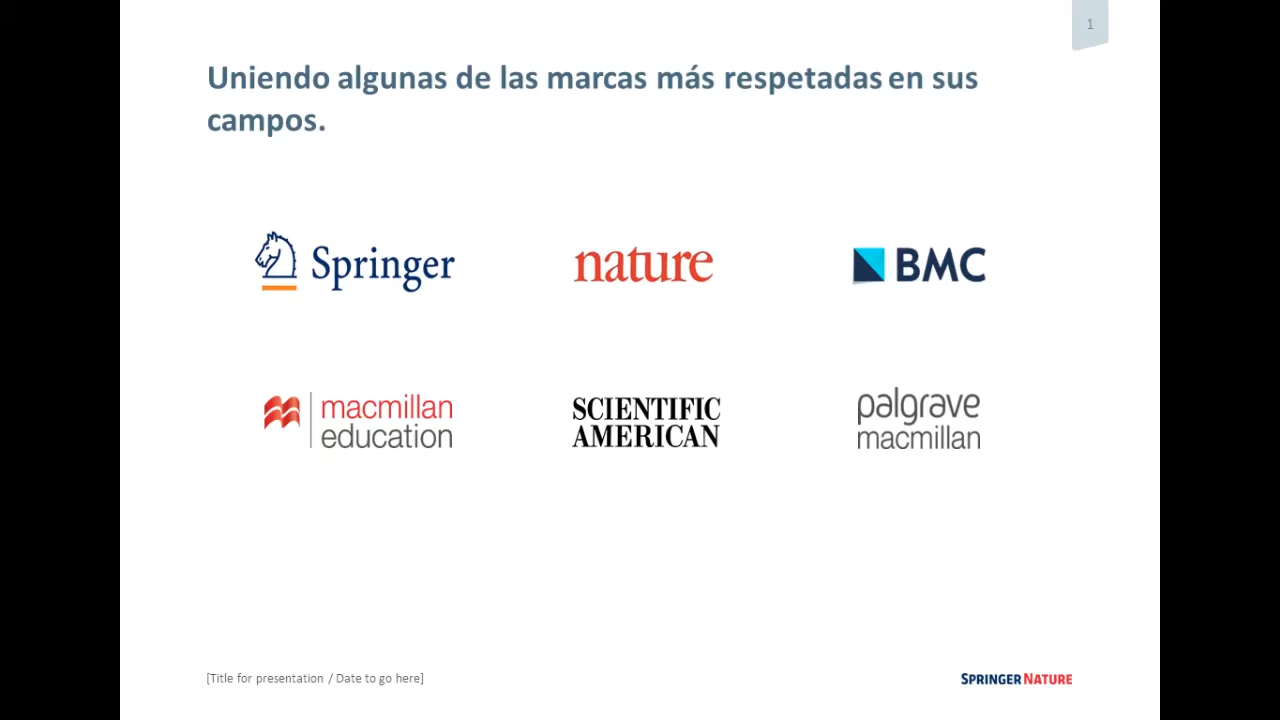 1
Uniendo algunas de las marcas más respetadas en sus
campos.
Springer
nature
BMC
macmillan
education
SCIENTIFIC
AMERICAN
palgrave
macmillan
[Title for presentation / Date to go here]
SPRINGER NATURE